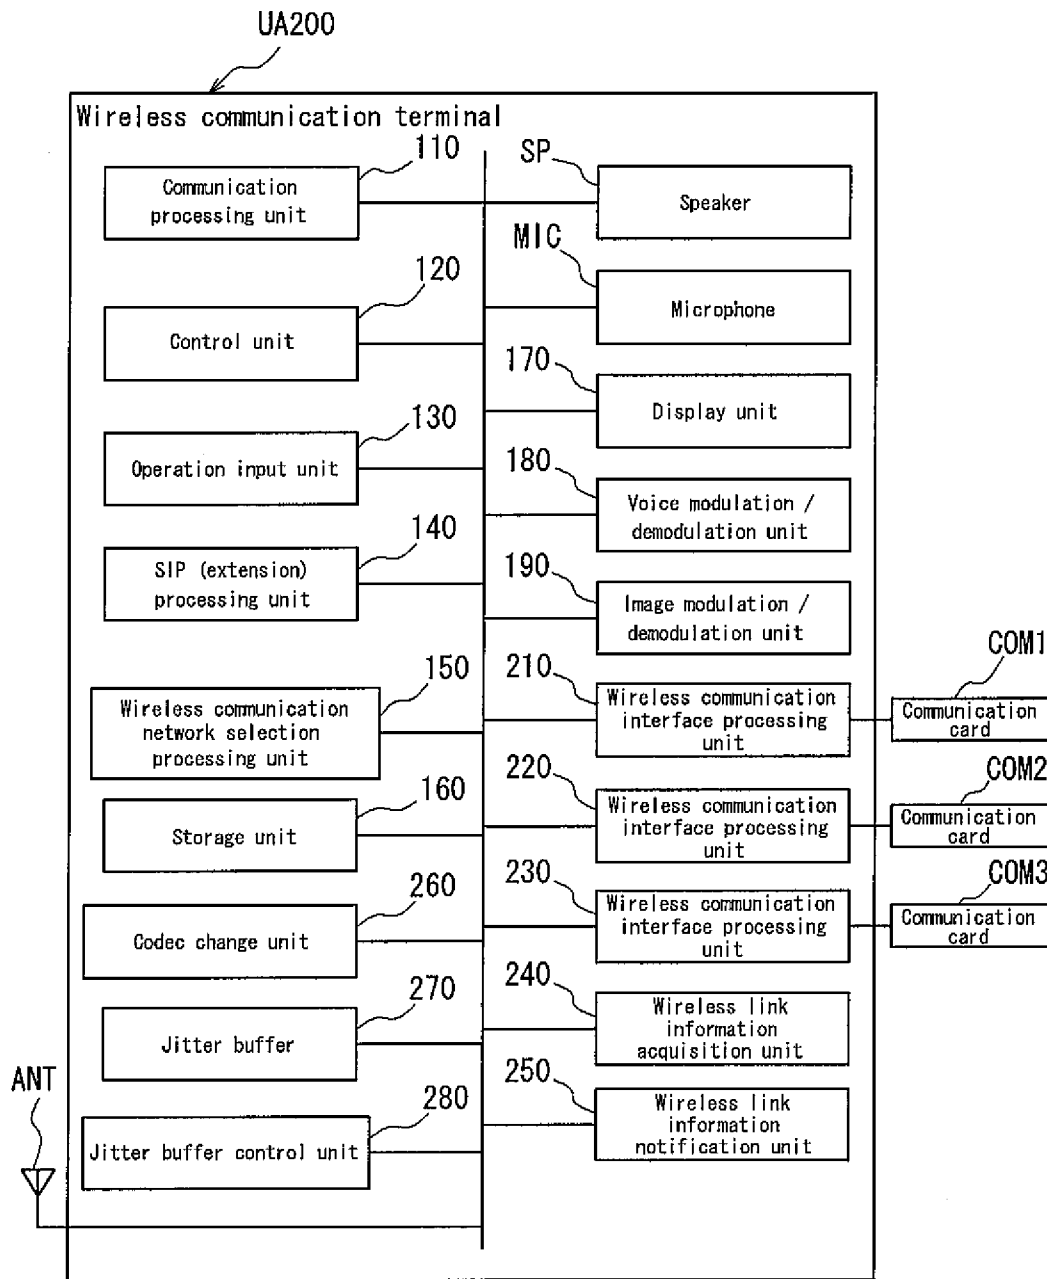 UA200
Wireless communication terminal
110
Communication
processing unit
SP
Speaker
MIC
Microphone
120
Control unit
170
Display unit
130
Operation input unit
180
Voice modulation /
demodulation unit
140
SIP (extension)
processing unit
190
Image modulation /
demodulation unit
150
Wireless communication
network selection
processing unit
210
Wireless communication
interface processing
unit
COM1
Communication
card
160
Storage unit
220
Wireless communication
interface processing
unit
COM2
Communication
card
260
Codec change unit
230
Wireless communication
interface processing
unit
COM3
Communication
card
270
Jitter buffer
240
Wireless link
information
acquisition unit
ANT
280
Jitter buffer control unit
250
Wireless link
information
notification unit